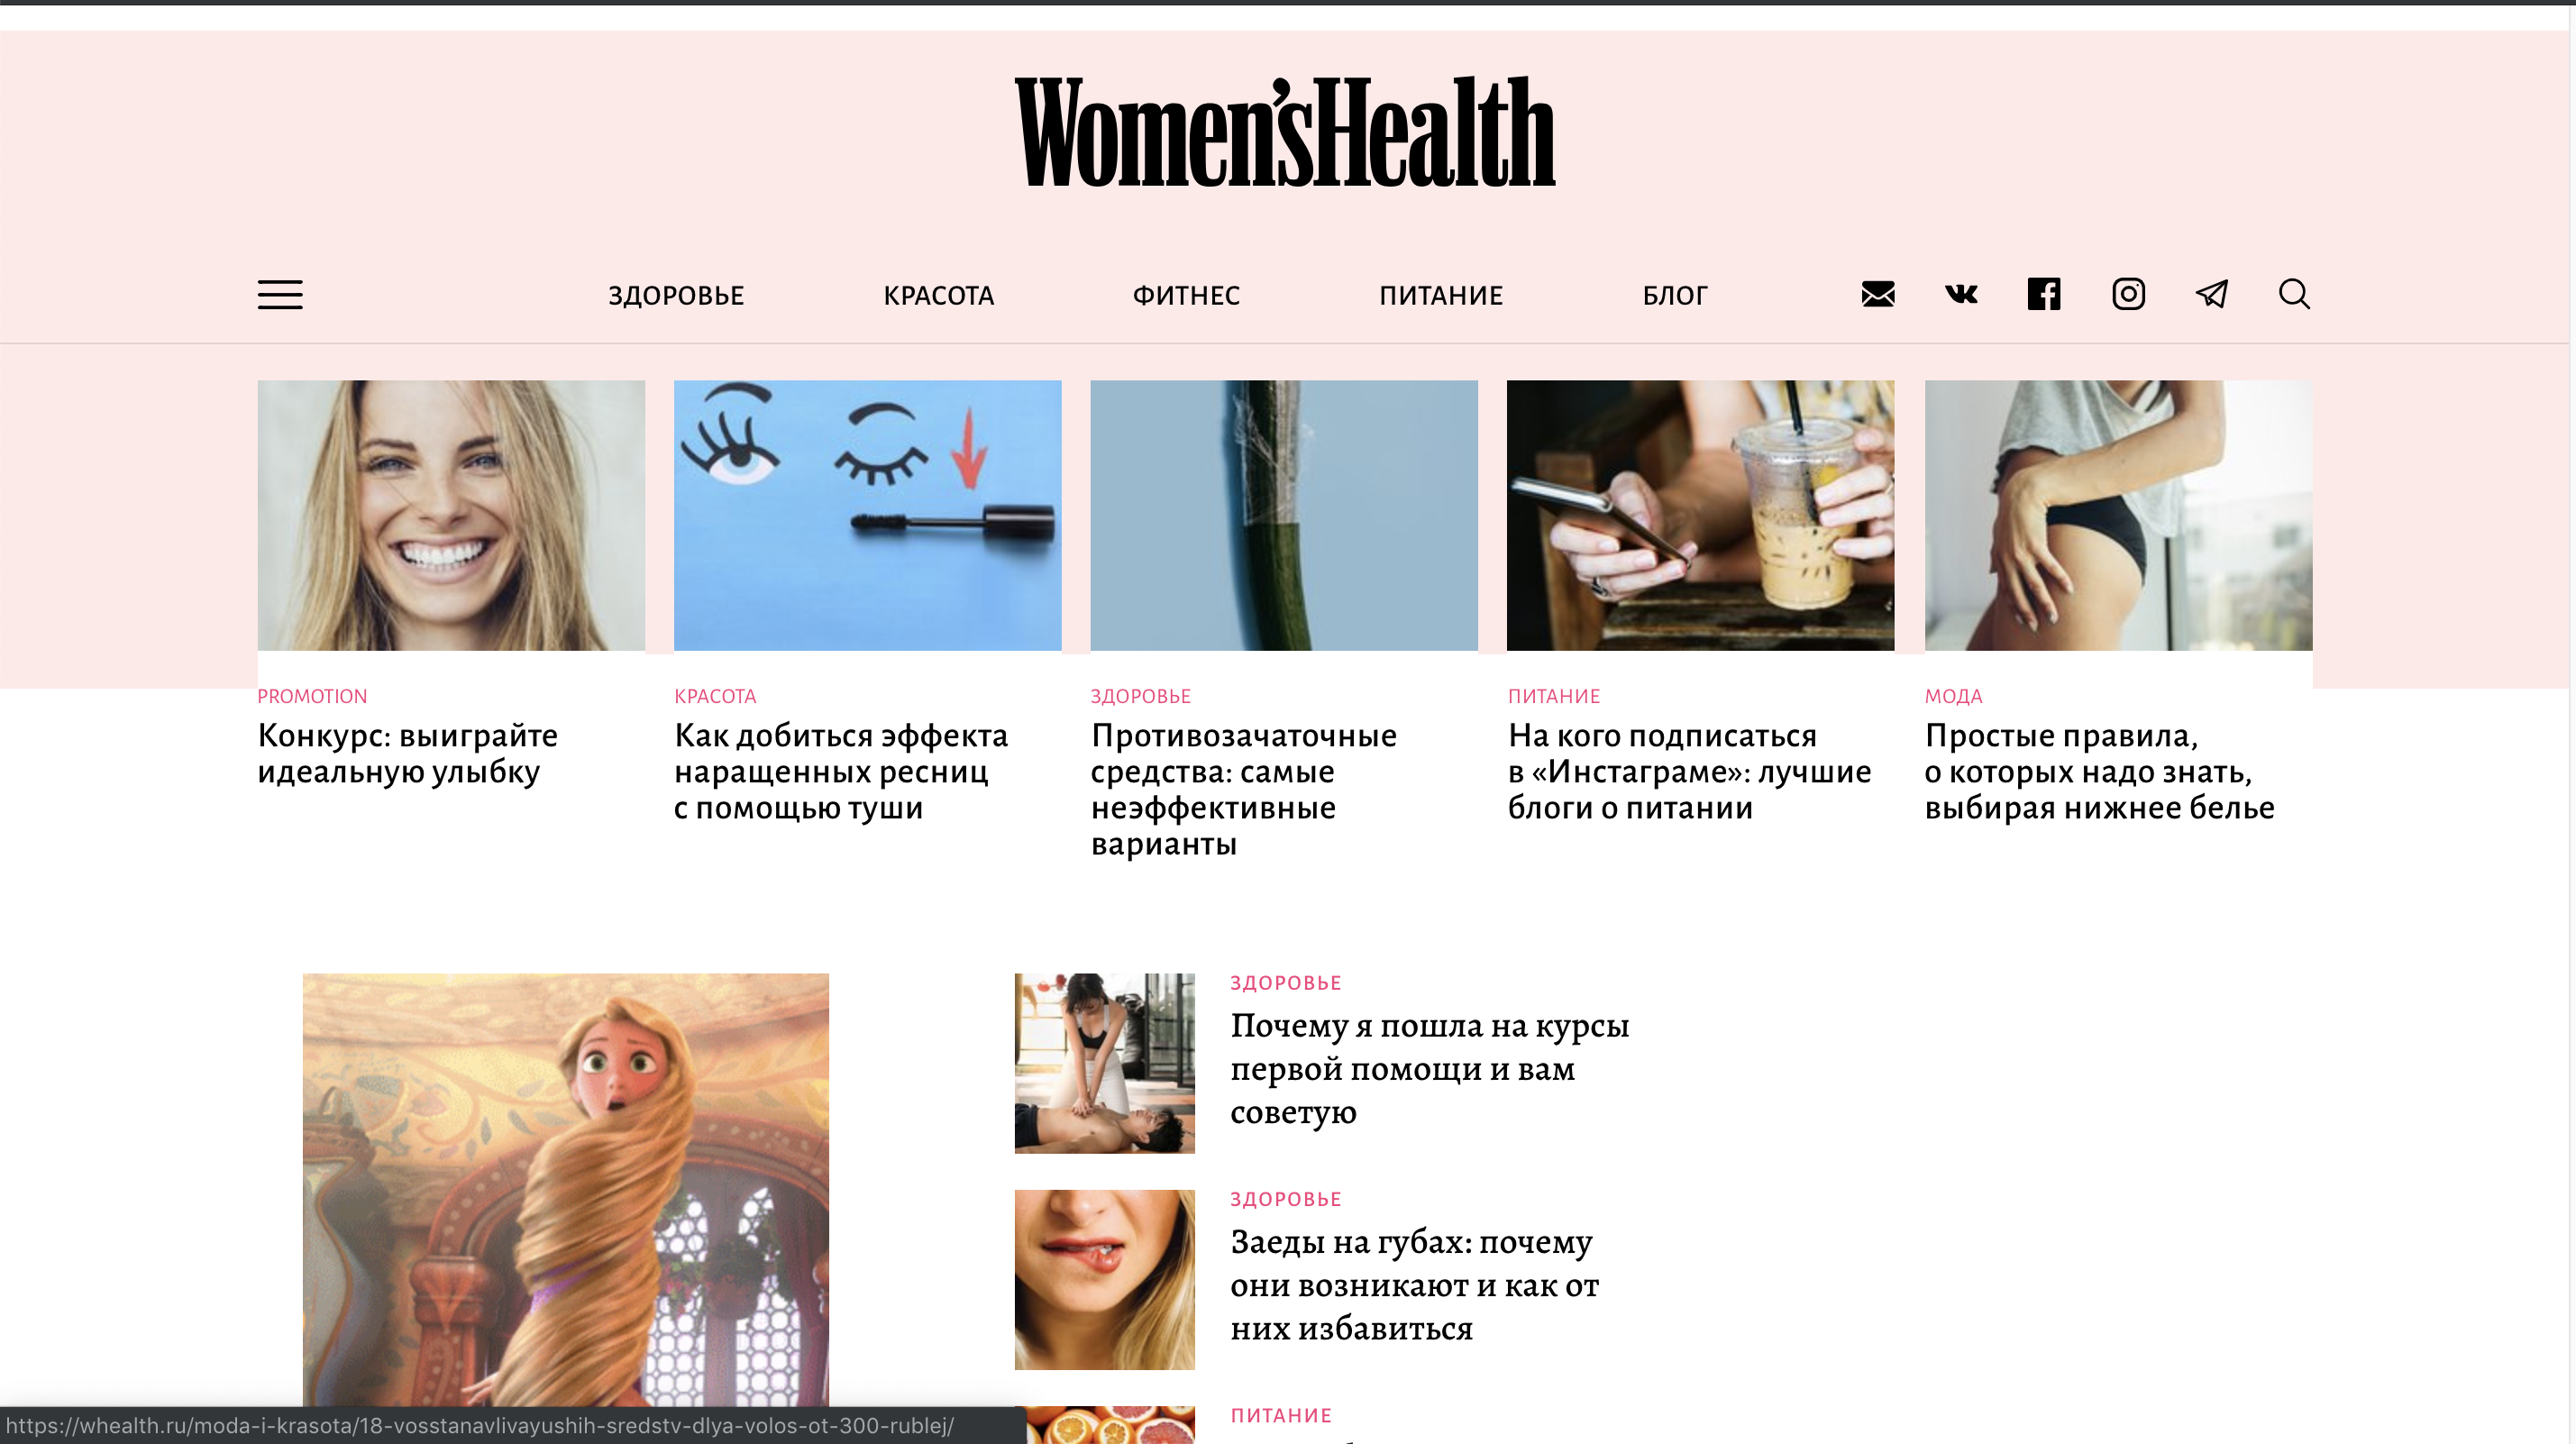 Women'sHealth
ЗДОРОВЬЕ КРАСОТА ФИТНЕС ПИТАНИЕ БЛОГ
PROMOTION
Конкурс: выиграйте
идеальную улыбку
КРАСОТА
Как добиться эффекта
наращенных ресниц
с помощью туши
ЗДОРОВЬЕ
Противозачаточные
средства: самые
неэффективные
варианты
ПИТАНИЕ
На кого подписаться
в «Инстаграме»: лучшие
блоги о питании
МОДА
Простые правила,
о которых надо знать,
выбирая нижнее белье
ЗДОРОВЬЕ
Почему я пошла на курсы
первой помощи и вам
советую
ЗДОРОВЬЕ
Заеды на губах: почему
они возникают и как от
них избавиться
ПИТАНИЕ
https://whealth.ru/moda-i-krasota/18-vosstanavlivayushih-sredstv-dlya-volos-ot-300-rublej/